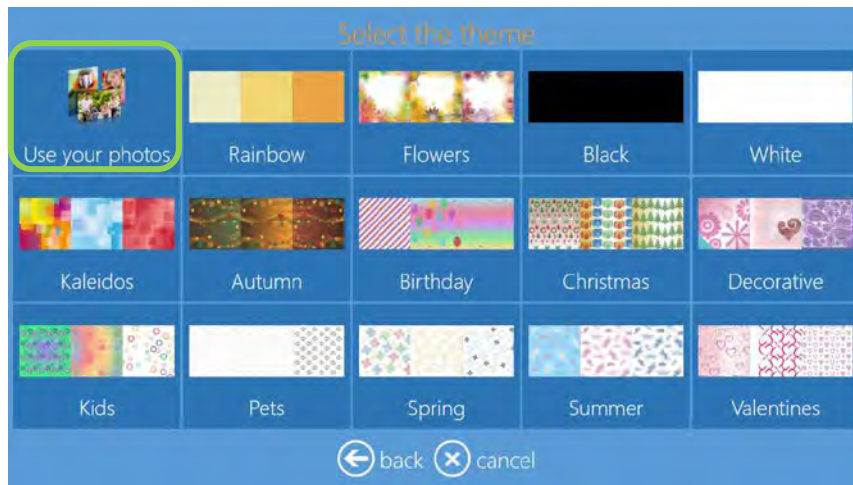 Select the theme
Use your photos Rainbow Flowers Black White
Kaleidos Autumn Birthday Christmas Decorative
Kids Pets Spring Summer Valentines
back cancel